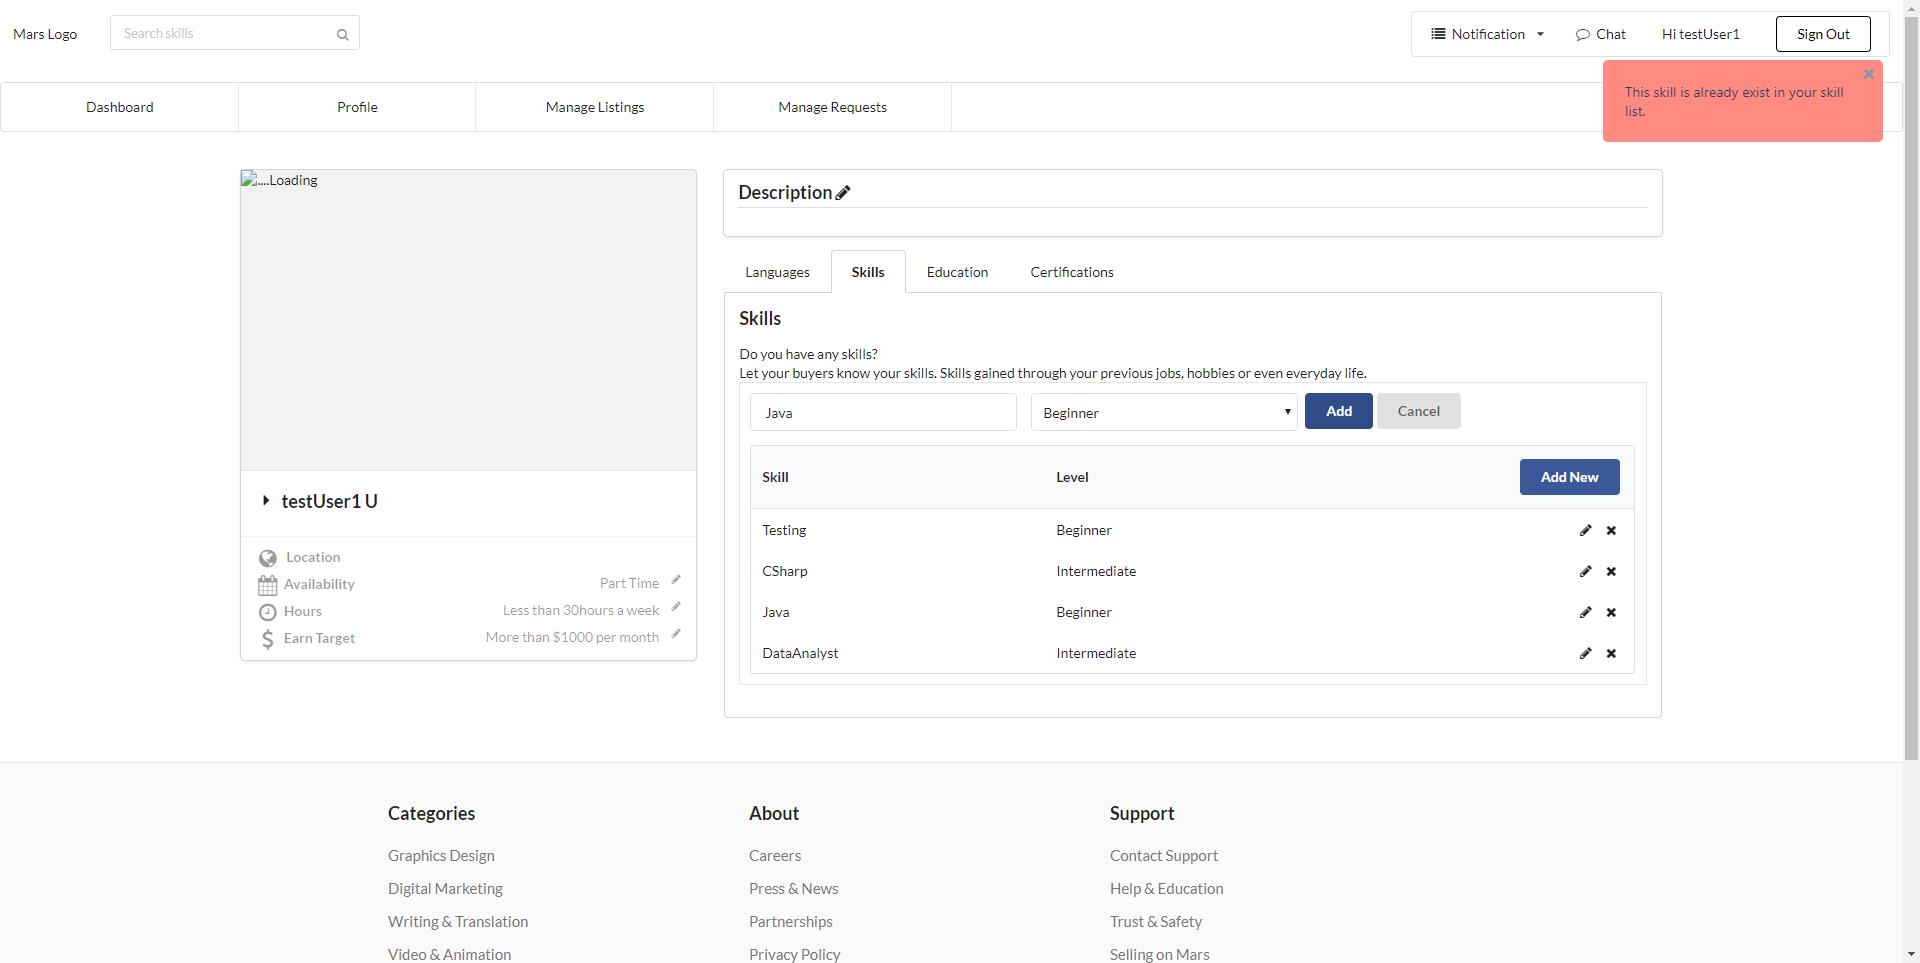 Mars Logo
Search skills
Notification
Chat
Hi testUser1
Sign Out
This skill is already exist in your skill
list.
Dashboard
Profile
Manage Listings
Manage Requests
....Loading
testUser1 U
Location
Availability
Part Time
Hours
Less than 30hours a week
Earn Target
More than $1000 per month
Description
Languages
Skills
Education
Certifications
Skills
Do you have any skills?
Let your buyers know your skills. Skills gained through your previous jobs, hobbies or even everyday life.
Java
Beginner
Add
Cancel
Skill
Level
Add New
Testing
Beginner
CSharp
Intermediate
Java
Beginner
DataAnalyst
Intermediate
Categories
Graphics Design
Digital Marketing
Writing & Translation
Video & Animation
About
Careers
Press & News
Partnerships
Privacy Policy
Support
Contact Support
Help & Education
Trust & Safety
Selling on Mars